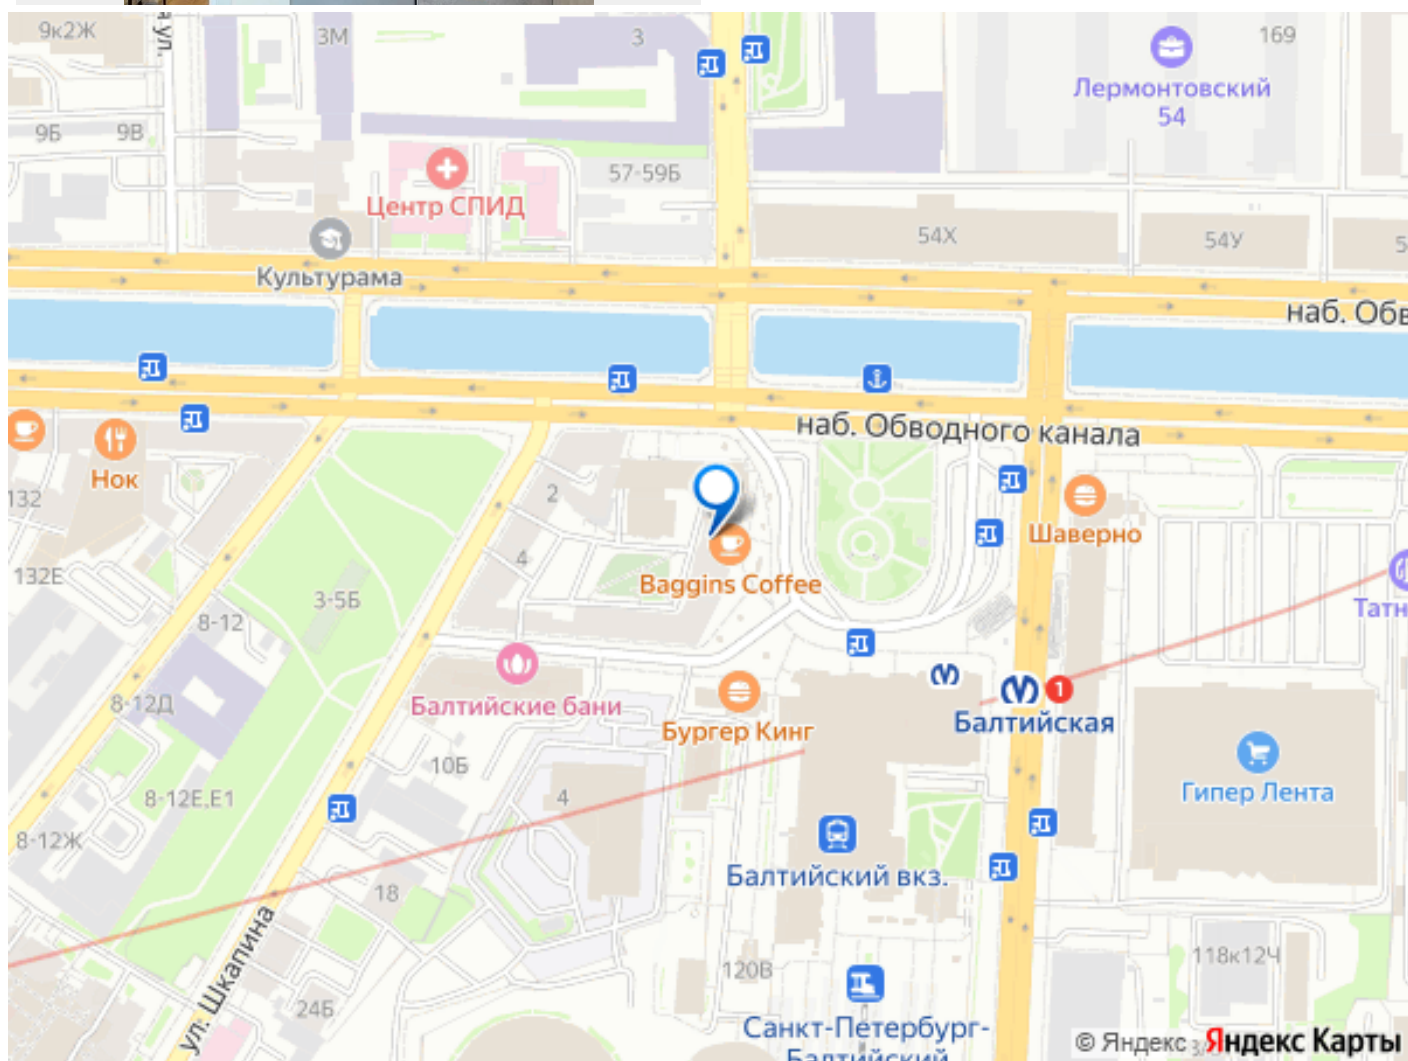 9к2Ж
а ул.
3М
3
169
Лермонтовский
54
9Б
9В
57-59Б
Центр СПИД
54Х
54У
5
Культурама
наб. Обв
наб. Обводного канала
Нок
132
2
Шаверно
4
Baggins Coffee
132Е
3-5Б
8-12
Татн
Балтийские бани
Бургер Кинг
1
Балтийская
8-12Д
10Б
8-12Е.Е1
4
Гипер Лента
8-12Ж
Балтийский вкз.
18
ул. Шкапина
24Б
120В
118к12Ч
Санкт-Петербург-
Балтийский
© Яндекс Яндекс Карты